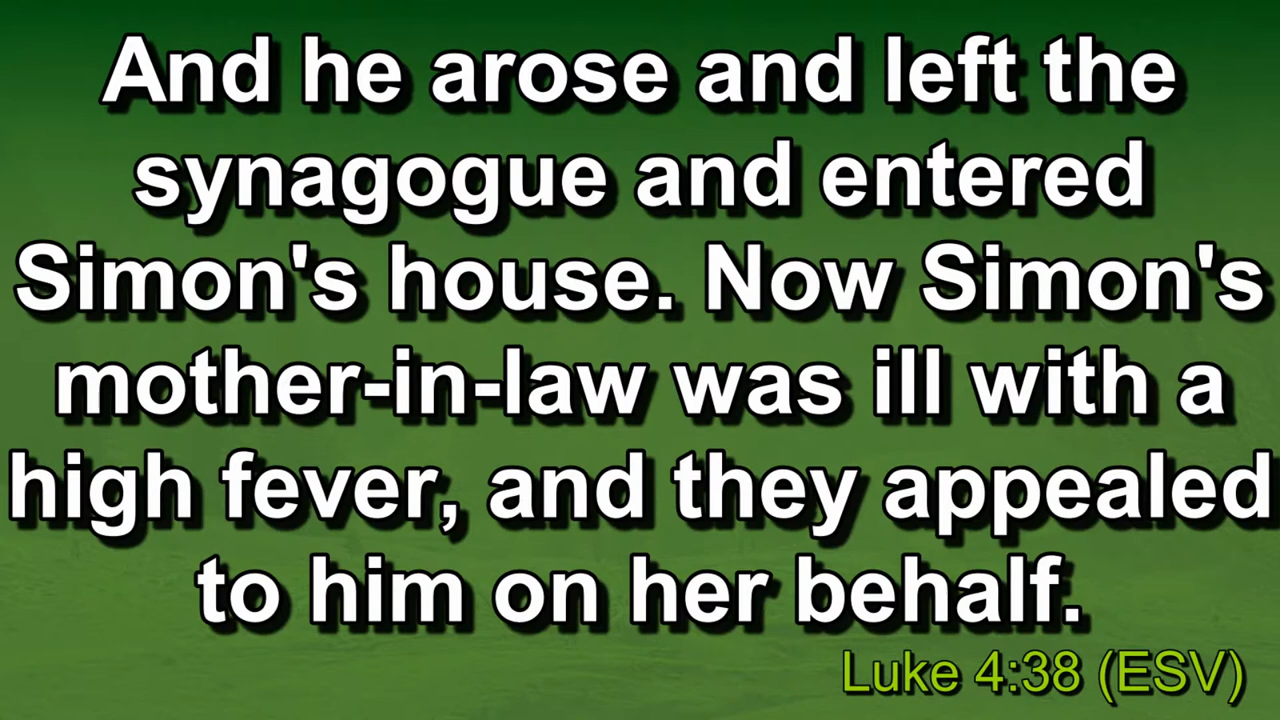 And he arose and left the
synagogue and entered
Simon's house. Now Simon's
mother-in-law was ill with a
high fever, and they appealed
to him on her behalf.
Luke 4:38 (ESV)